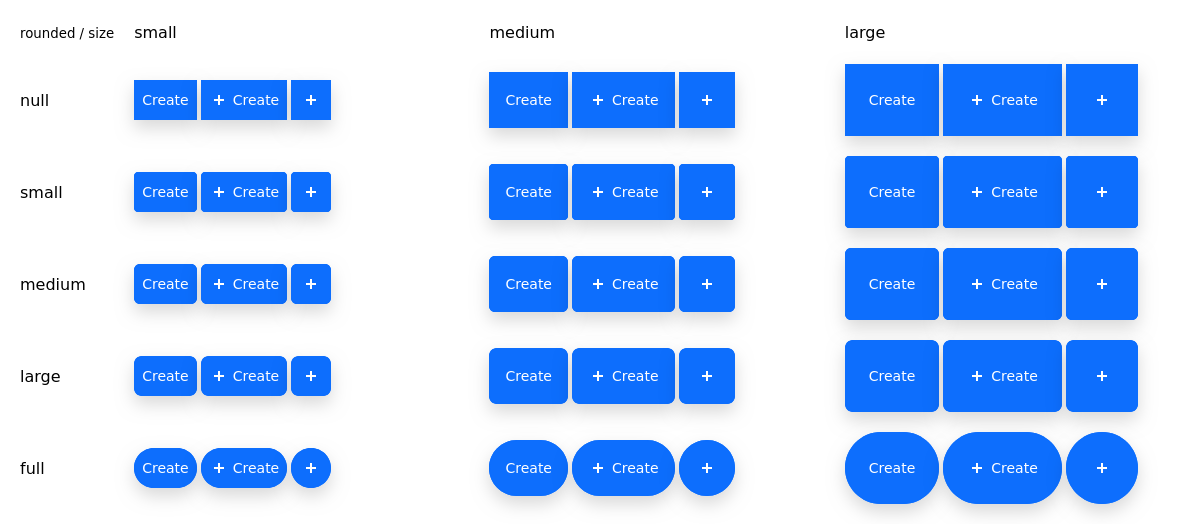 rounded / size small medium large
null Create + Create + Create + Create + Create + Create +
small Create + Create + Create + Create + Create + Create +
medium Create + Create + Create + Create + Create + Create +
large Create + Create + Create + Create + Create + Create +
full Create + Create + Create + Create + Create + Create +